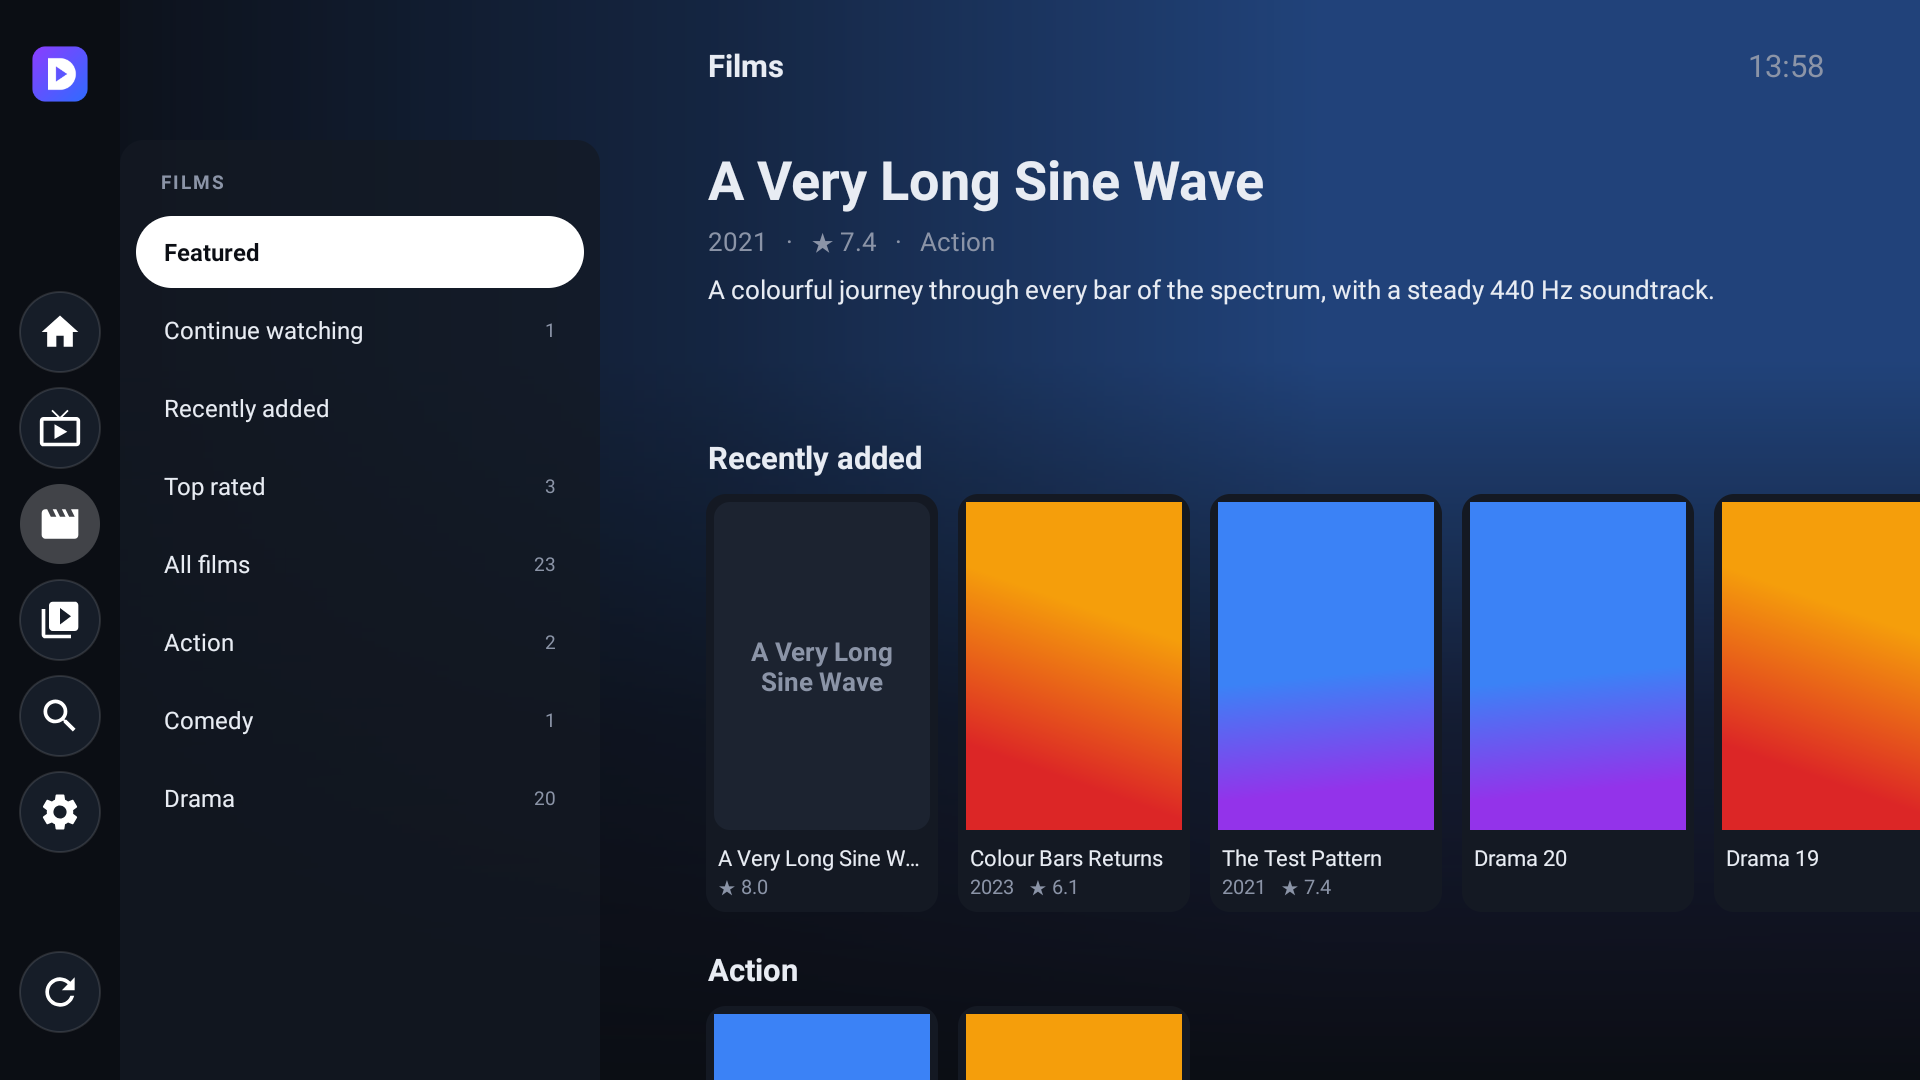 Films
13:58
FILMS
Featured
Continue watching 1
Recently added
Top rated 3
All films 23
Action 2
Comedy 1
Drama 20
A Very Long Sine Wave
2021 · ★ 7.4 · Action
A colourful journey through every bar of the spectrum, with a steady 440 Hz soundtrack.
Recently added
A Very Long
Sine Wave
A Very Long Sine W...
★ 8.0
Colour Bars Returns
2023 ★ 6.1
The Test Pattern
2021 ★ 7.4
Drama 20
Drama 19
Action